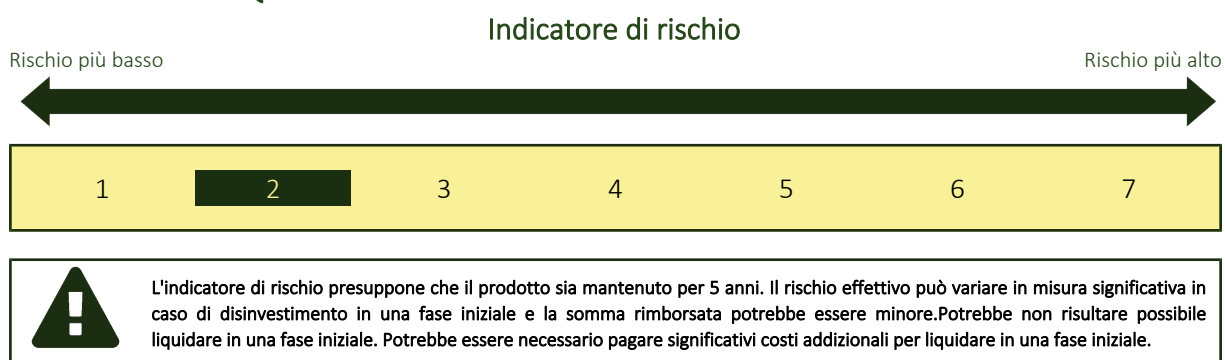 Indicatore di rischio
Rischio più basso
Rischio più alto
1 2 3 4 5 6 7
L'indicatore di rischio presuppone che il prodotto sia mantenuto per 5 anni. Il rischio effettivo può variare in misura significativa in
caso di disinvestimento in una fase iniziale e la somma rimborsata potrebbe essere minore.Potrebbe non risultare possibile
liquidare in una fase iniziale. Potrebbe essere necessario pagare significativi costi addizionali per liquidare in una fase iniziale.